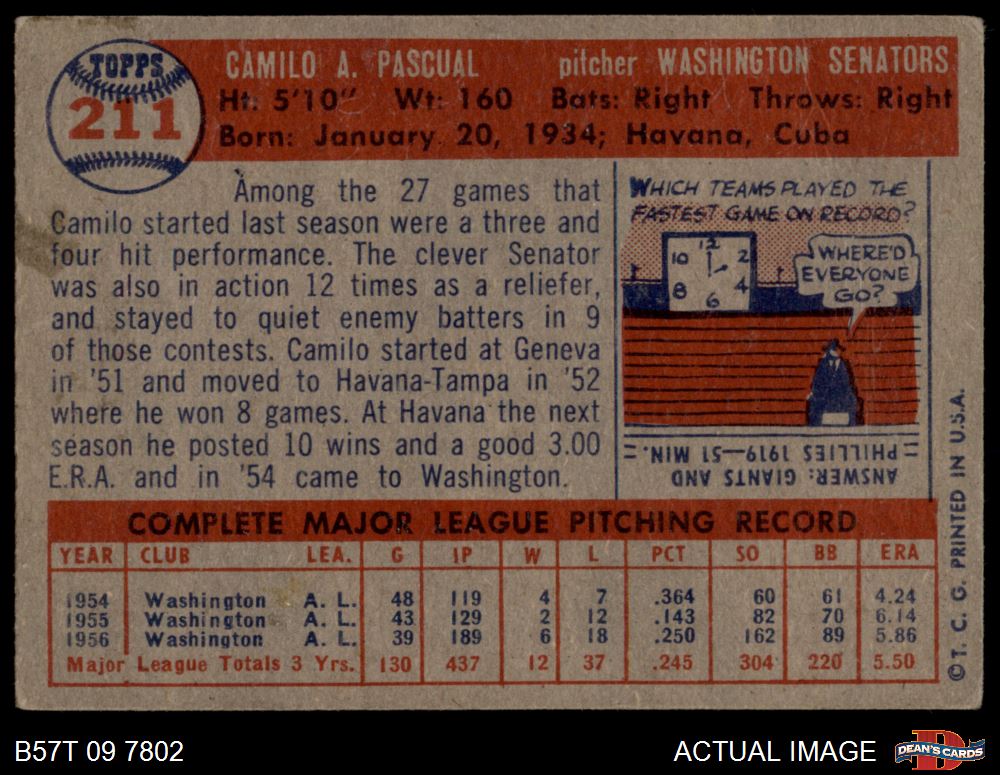 TOPPS
211
CAMILO A. PASCUAL pitcher WASHINGTON SENATORS
Ht: 5'10" Wt: 160 Bats: Right Throws: Right
Born: January 20, 1934; Havana, Cuba
Among the 27 games that
Camilo started last season were a three and
four hit performance. The clever Senator
was also in action 12 times as a reliefer,
and stayed to quiet enemy batters in 9
of those contests. Camilo started at Geneva
in '51 and moved to Havana-Tampa in '52
where he won 8 games. At Havana the next
season he posted 10 wins and a good 3.00
E.R.A. and in '54 came to Washington.
WHICH TEAMS PLAYED THE
FASTEST GAME ON RECORD?
12
10 2
8 4
6
WHERE'D
EVERYONE
GO?
ANSWER: GIANTS AND
PHILLIES 1919—51 MIN.
COMPLETE MAJOR LEAGUE PITCHING RECORD
YEAR CLUB LEA. G IP W L PCT SO BB ERA
1954 Washington A. L. 48 119 4 7 .364 60 61 4.24
1955 Washington A. L. 43 129 2 12 .143 82 70 6.14
1956 Washington A. L. 39 189 6 18 .250 162 89 5.86
Major League Totals 3 Yrs. 130 437 12 37 .245 304 220 5.50
©T. C. G. PRINTED IN U.S.A.
B57T 09 7802 ACTUAL IMAGE
D
DEAN'S CARDS